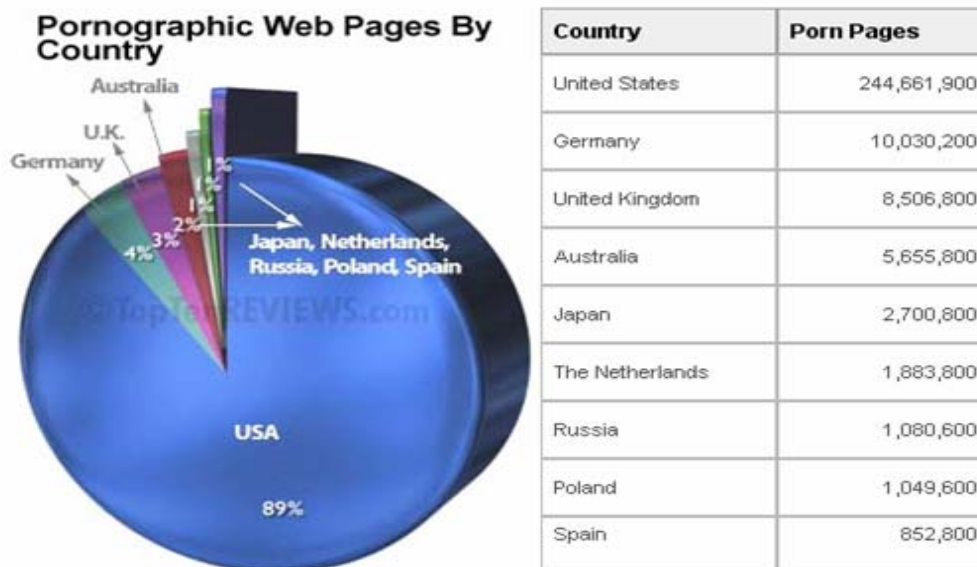 Pornographic Web Pages By
Country
Australia
U.K.
Germany
4%
3%
2%
1%
1%
1%
Japan, Netherlands,
Russia, Poland, Spain
© TopTenREVIEWS.com
USA
89%
Country Porn Pages
United States 244,661,900
Germany 10,030,200
United Kingdom 8,506,800
Australia 5,655,800
Japan 2,700,800
The Netherlands 1,883,800
Russia 1,080,600
Poland 1,049,600
Spain 852,800